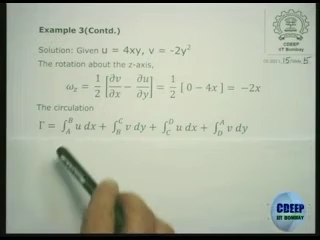 Example 3(Contd.)
CDEEP
IIT Bombay
Solution: Given u = 4xy, v = -2y²
The rotation about the z-axis,
ω_z = 1/2 [∂v/∂x − ∂u/∂y] = 1/2 [0 − 4x] = −2x
The circulation
Γ = ∫_A^B u dx + ∫_B^C v dy + ∫_C^D u dx + ∫_D^A v dy
CDEEP
IIT BOMBAY